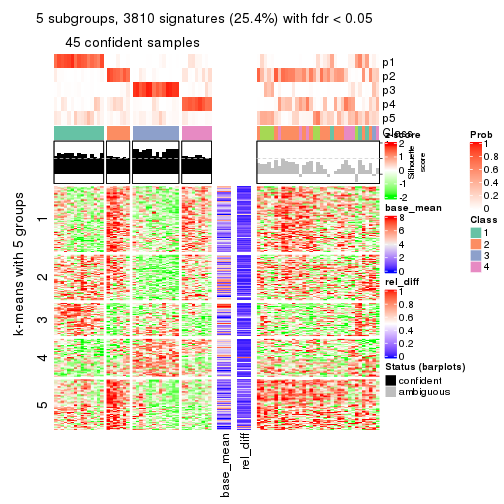 5 subgroups, 3810 signatures (25.4%) with fdr < 0.05
45 confident samples
p1
p2
p3
p4
p5
Class
z-score
2
1
0
-1
-2
Silhouette
score
Prob
1
0.8
0.6
0.4
0.2
0
base_mean
8
6
4
2
0
Class
1
2
3
4
rel_diff
1
0.8
0.6
0.4
0.2
0
Status (barplots)
confident
ambiguous
k-means with 5 groups
1
2
3
4
5
base_mean
rel_diff